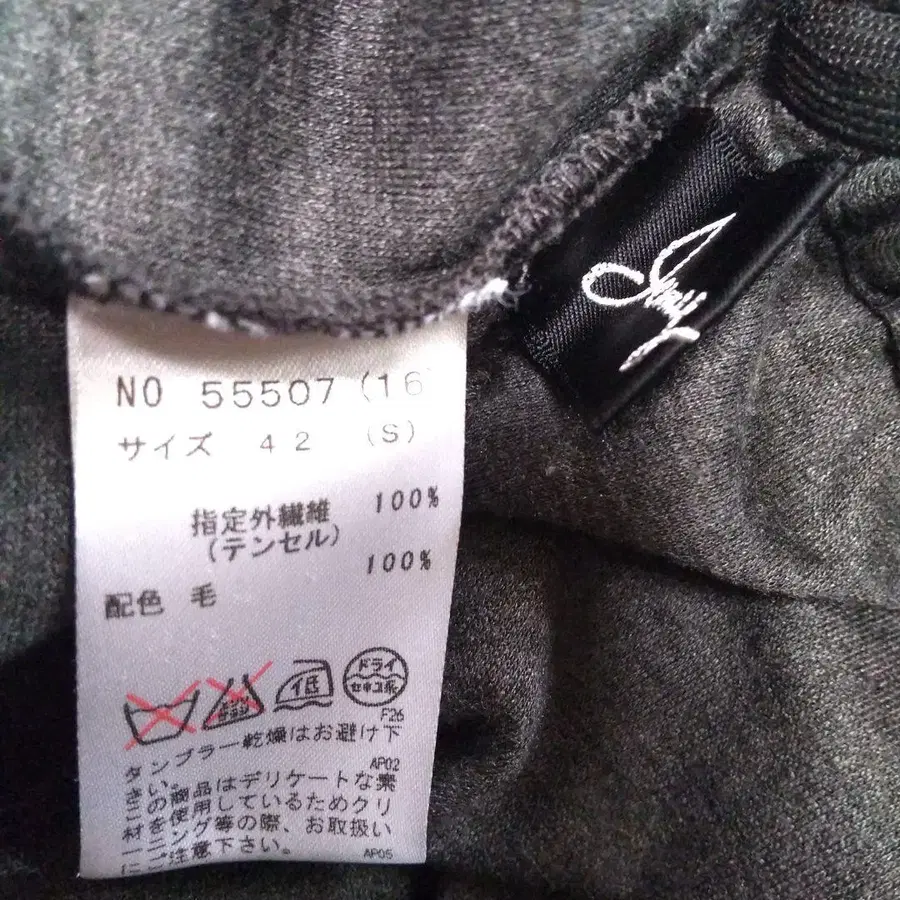 NO 55507 (16
サイズ 42 (S)
指定外繊維 100%
(テンセル)
配色 毛 100%
低
ドライ
セキユ系
F26
タンブラー乾燥はお避け下
さい。 AP02
この商品はデリケートな素
材を使用しているためクリ
ーニング等の際、お取扱い
にご注意下さい。
AP05